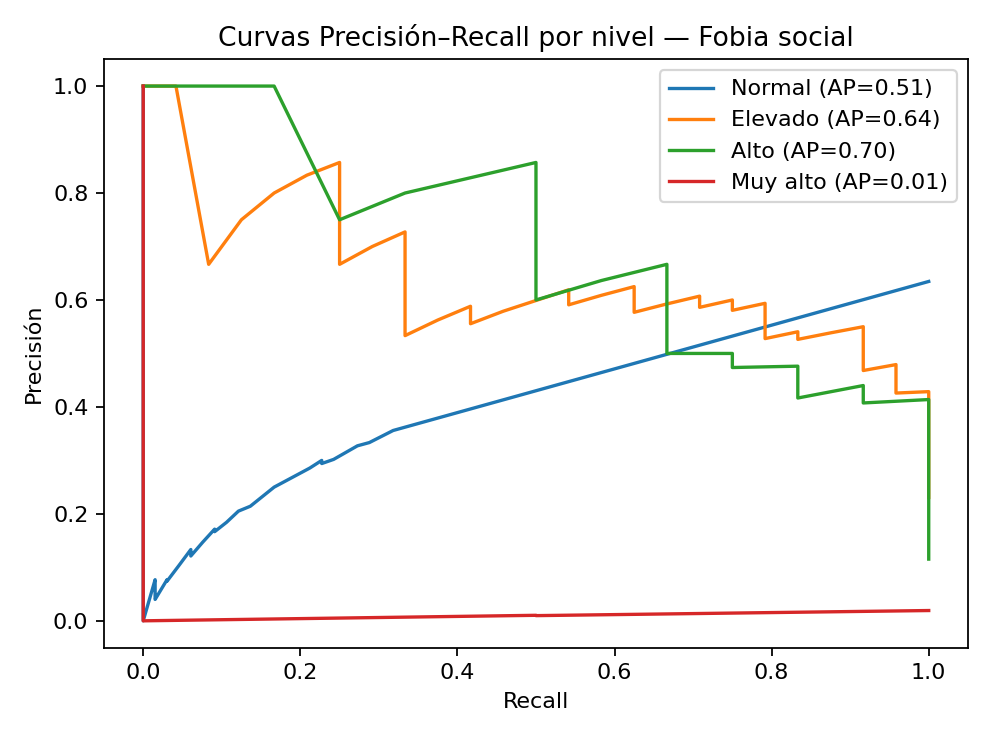 Curvas Precisión–Recall por nivel — Fobia social
Normal (AP=0.51)
Elevado (AP=0.64)
Alto (AP=0.70)
Muy alto (AP=0.01)
Precisión
1.0
0.8
0.6
0.4
0.2
0.0
0.0
0.2
0.4
0.6
0.8
1.0
Recall